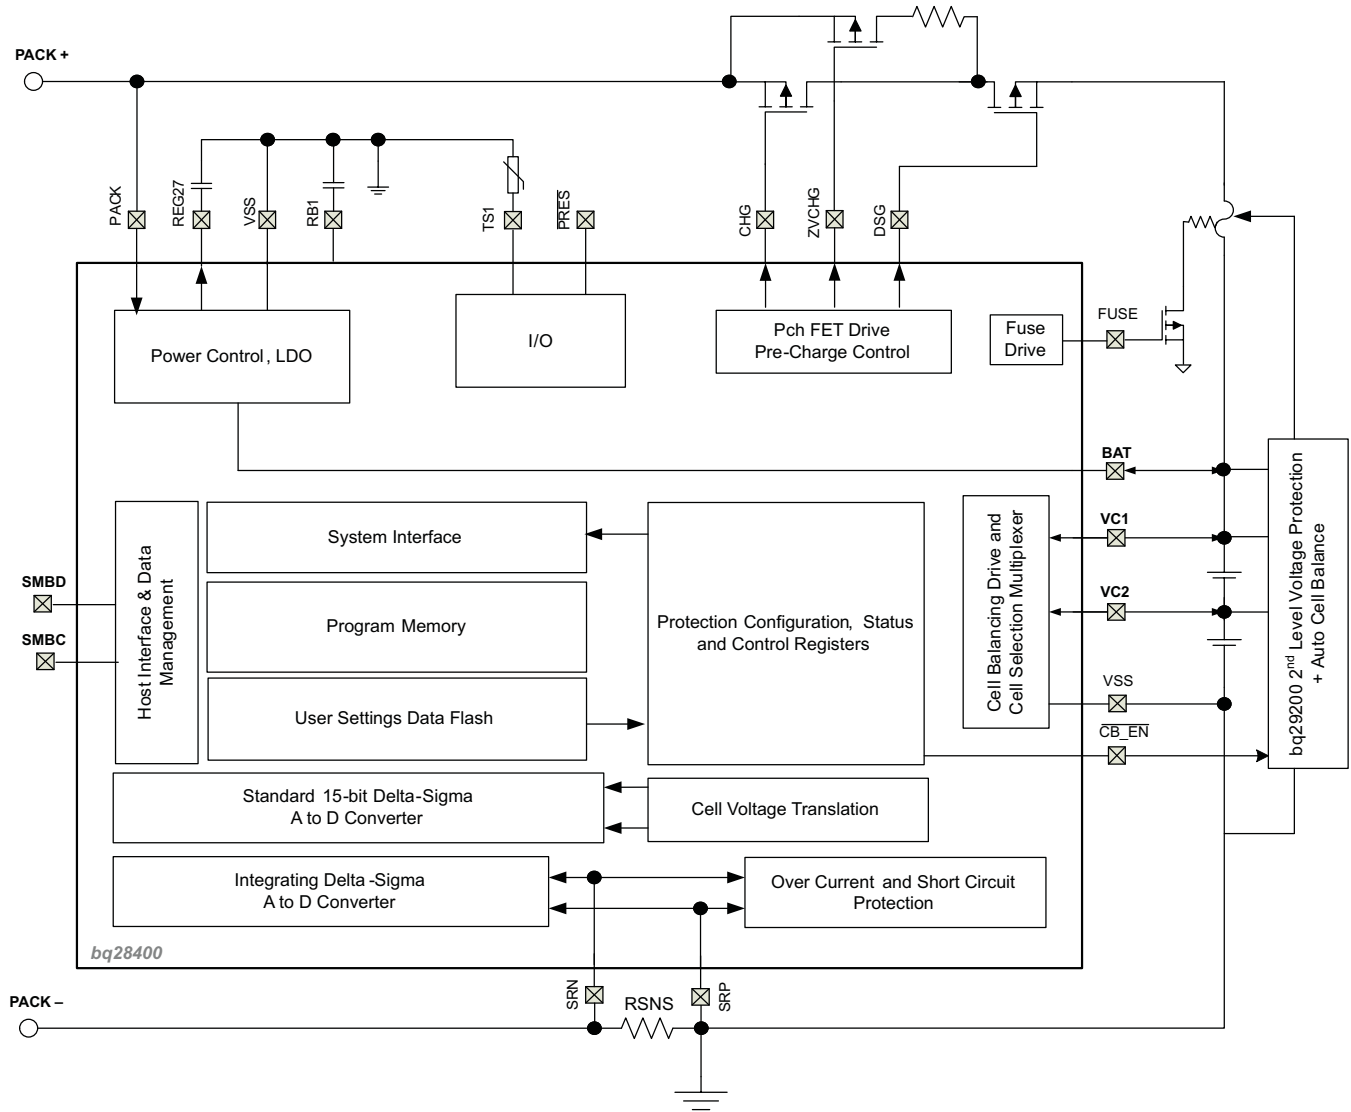 PACK +
PACK
REG27
VSS
RB1
TS1
PRES
CHG
ZVCHG
DSG
Power Control, LDO
I/O
Pch FET Drive
Pre-Charge Control
Fuse
Drive
FUSE
BAT
VC1
VC2
VSS
CB_EN
bq29200 2nd Level Voltage Protection
+ Auto Cell Balance
Cell Balancing Drive and
Cell Selection Multiplexer
SMBD
SMBC
Host Interface & Data
Management
System Interface
Program Memory
User Settings Data Flash
Protection Configuration, Status
and Control Registers
Standard 15-bit Delta-Sigma
A to D Converter
Cell Voltage Translation
Integrating Delta -Sigma
A to D Converter
Over Current and Short Circuit
Protection
bq28400
PACK –
SRN
RSNS
SRP